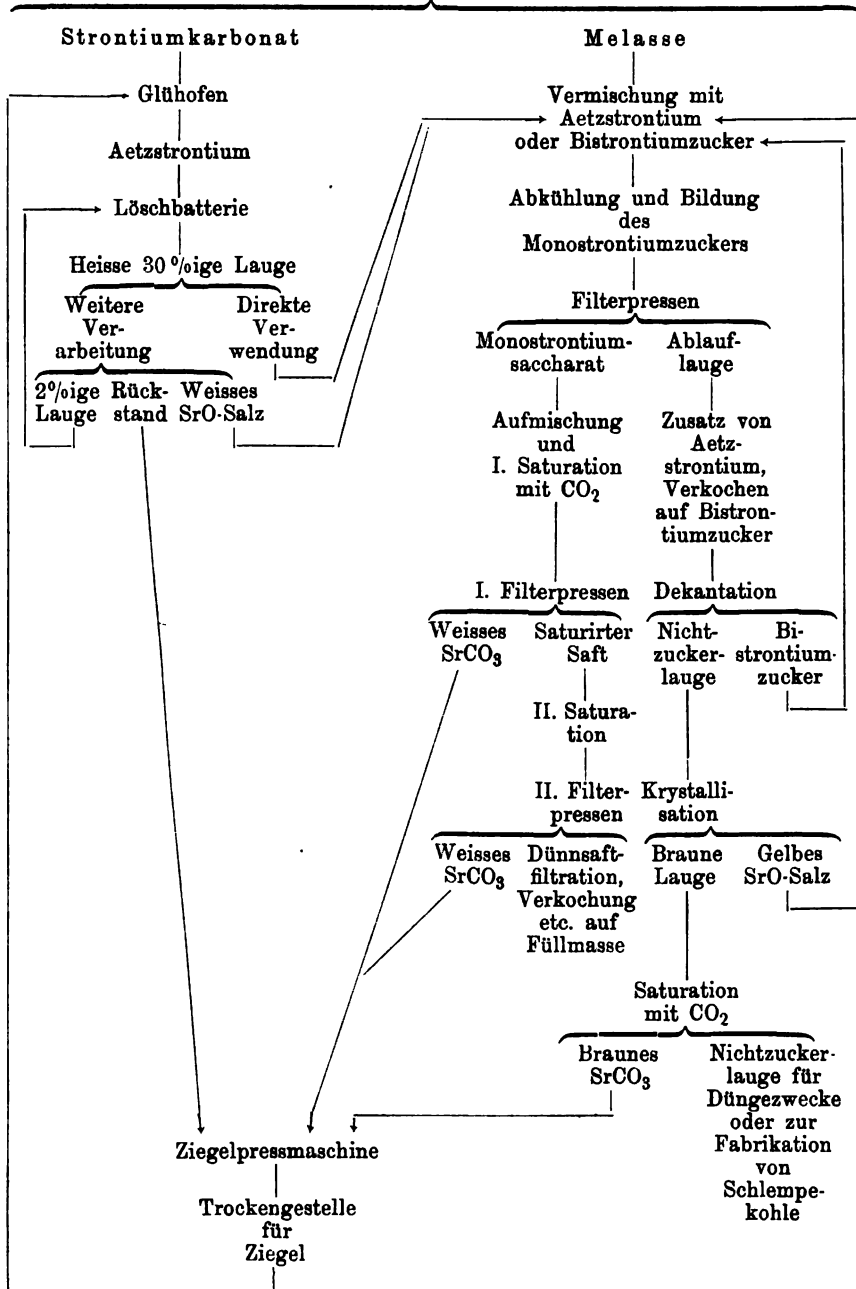 Strontiumkarbonat
Glühofen
Aetzstrontium
Löschbatterie
Heisse 30%ige Lauge
Weitere
Ver-
arbeitung
Direkte
Ver-
wendung
2%ige
Lauge
Rück-
stand
Weisses
SrO-Salz
Melasse
Vermischung mit
Aetzstrontium
oder Bistrontiumzucker
Abkühlung und Bildung
des
Monostrontiumzuckers
Filterpressen
Monostrontium-
saccharat
Aufmischung
und
I. Saturation
mit CO₂
I. Filterpressen
Weisses
SrCO₃
Saturirter
Saft
II. Satura-
tion
II. Filter-
pressen
Weisses
SrCO₃
Dünnsaft-
filtration,
Verkochung
etc. auf
Füllmasse
Ablauf-
lauge
Zusatz von
Aetz-
strontium,
Verkochen
auf Bistron-
tiumzucker
Dekantation
Nicht-
zucker-
lauge
Bi-
strontium-
zucker
Krystalli-
sation
Braune
Lauge
Gelbes
SrO-Salz
Saturation
mit CO₂
Braunes
SrCO₃
Nichtzucker-
lauge für
Düngezwecke
oder zur
Fabrikation
von
Schlempe-
kohle
Ziegelpressmaschine
Trockengestelle
für
Ziegel